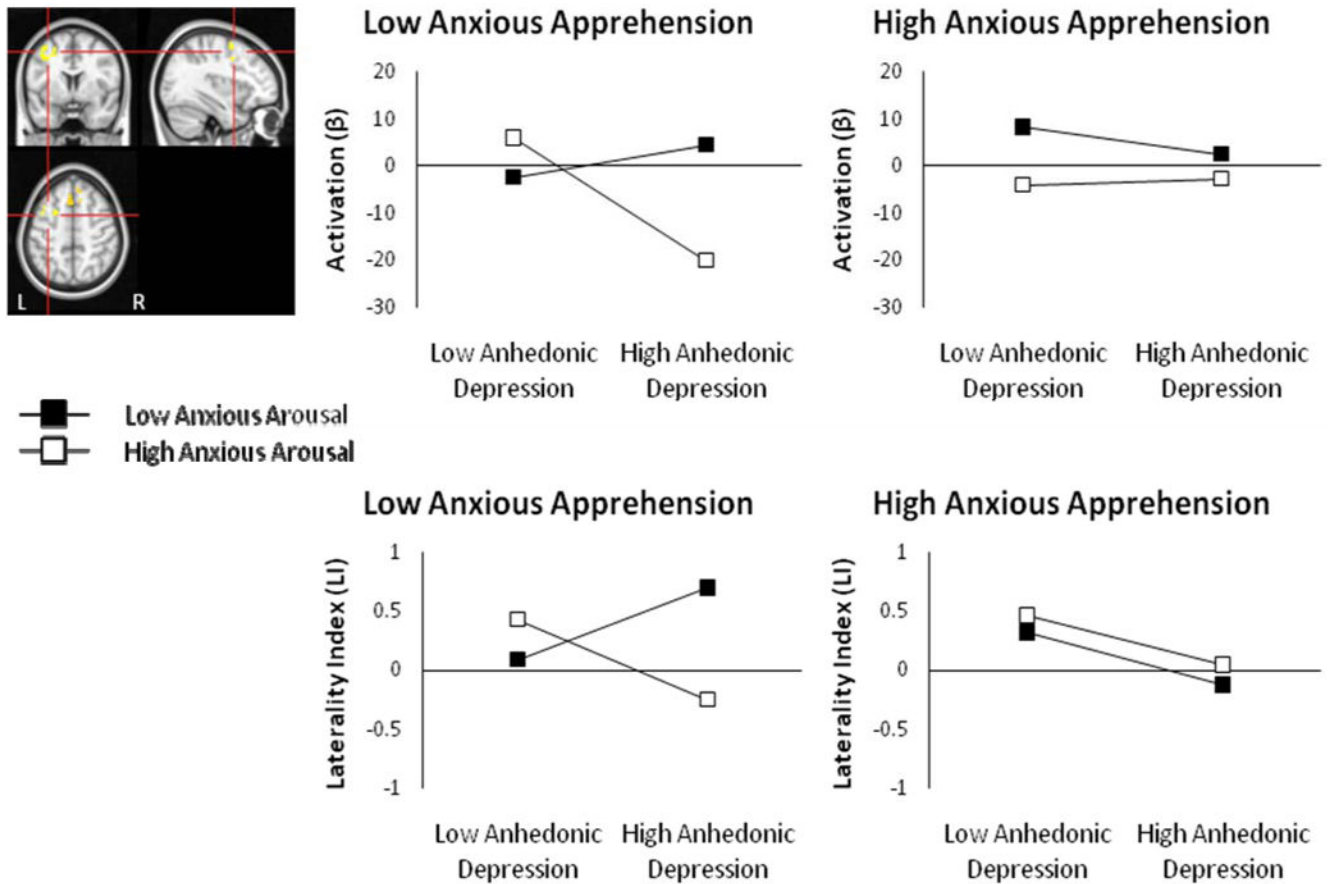 Low Anxious Apprehension
High Anxious Apprehension
Activation (β)
20
10
0
-10
-20
-30
Low Anhedonic
Depression
High Anhedonic
Depression
Activation (β)
20
10
0
-10
-20
-30
Low Anhedonic
Depression
High Anhedonic
Depression
L
R
Low Anxious Arousal
High Anxious Arousal
Low Anxious Apprehension
High Anxious Apprehension
Laterality Index (LI)
1
0.5
0
-0.5
-1
Low Anhedonic
Depression
High Anhedonic
Depression
Laterality Index (LI)
1
0.5
0
-0.5
-1
Low Anhedonic
Depression
High Anhedonic
Depression